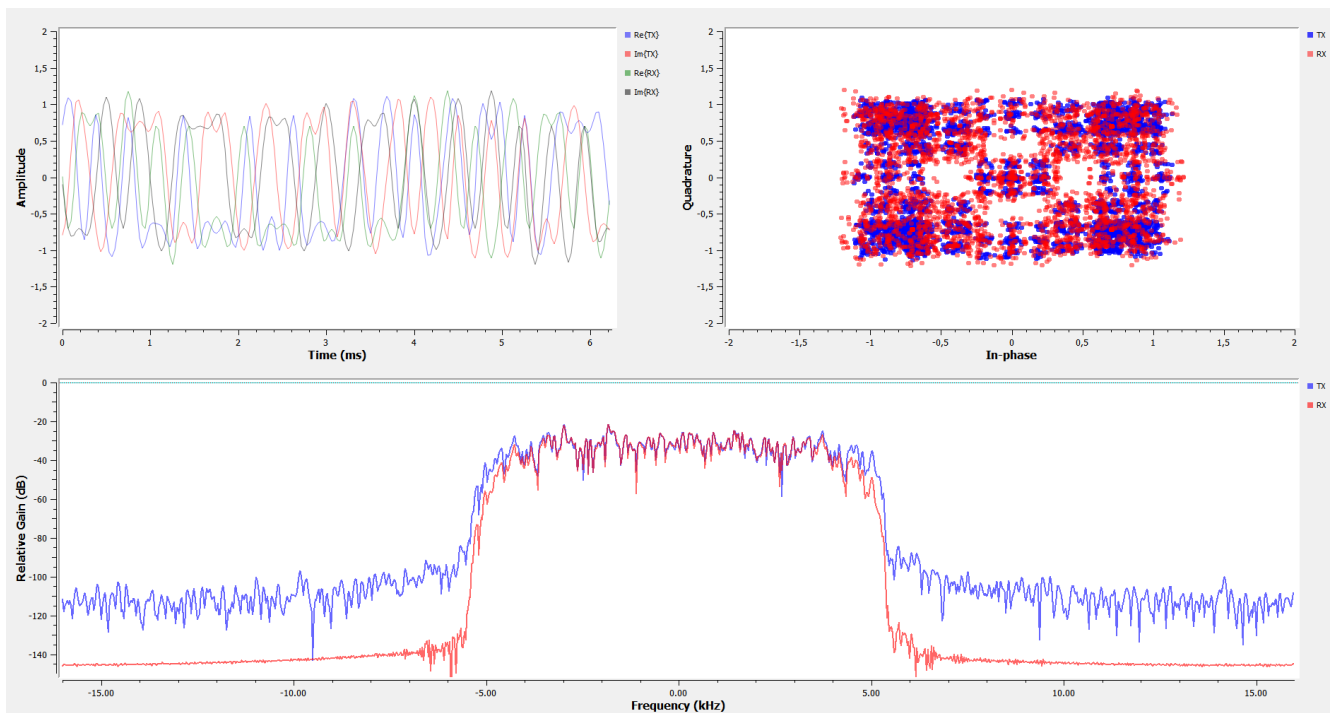 2
1,5
1
0,5
0
-0,5
-1
-1,5
-2
Amplitude
0 1 2 3 4 5 6
Time (ms)
Re{TX}
Im{TX}
Re{RX}
Im{RX}
2
1,5
1
0,5
0
-0,5
-1
-1,5
-2
Quadrature
-2 -1,5 -1 -0,5 0 0,5 1 1,5 2
In-phase
TX
RX
0
-20
-40
-60
-80
-100
-120
-140
Relative Gain (dB)
-15.00 -10.00 -5.00 0.00 5.00 10.00 15.00
Frequency (kHz)
TX
RX